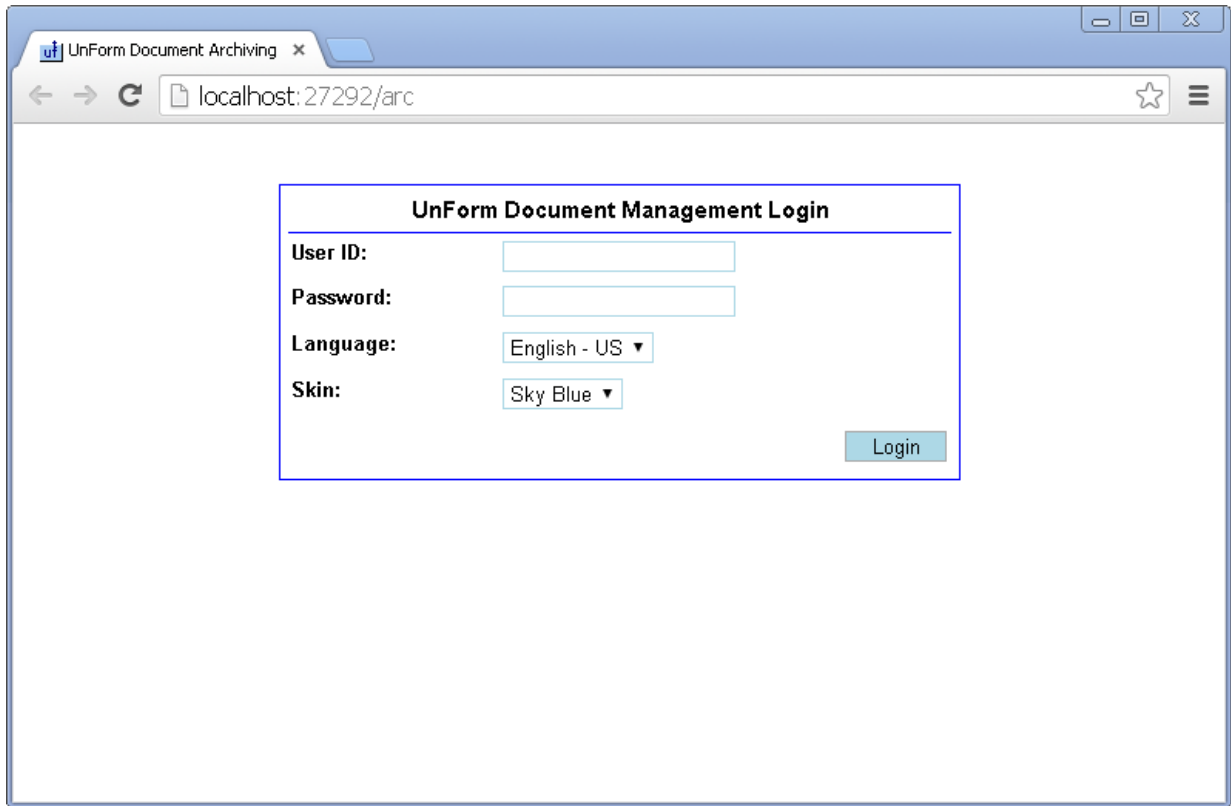 uf UnForm Document Archiving
localhost:27292/arc
UnForm Document Management Login
User ID:
Password:
Language: English - US
Skin: Sky Blue
Login